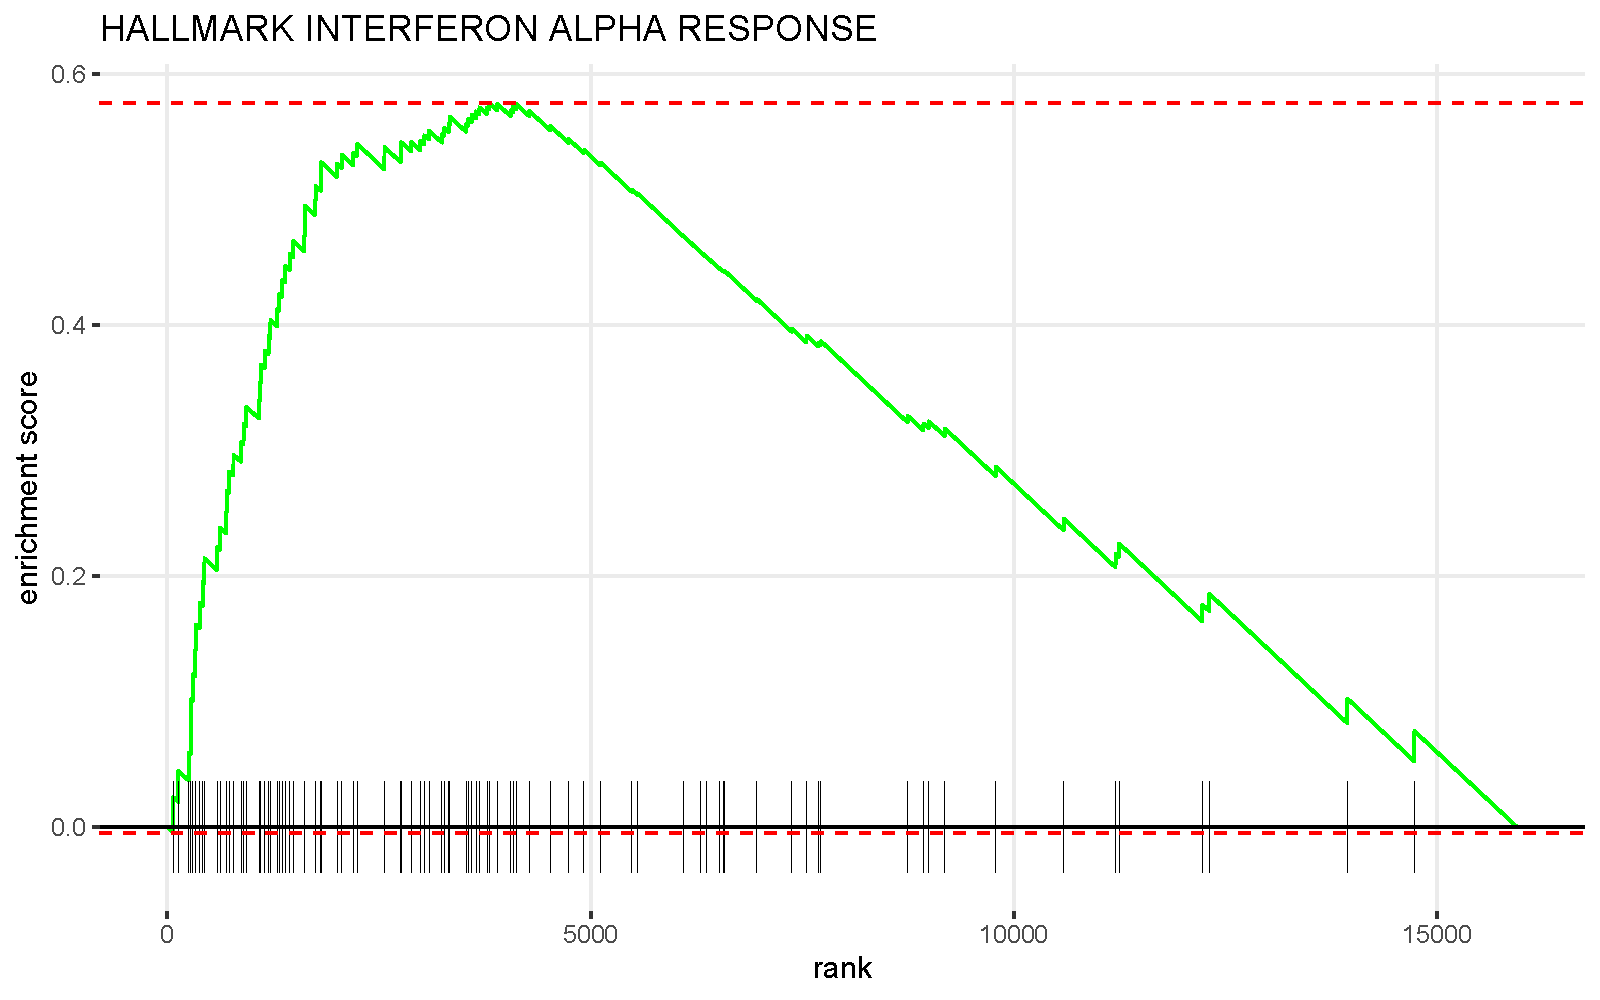 HALLMARK INTERFERON ALPHA RESPONSE
0.6
0.4
0.2
0.0
enrichment score
0 5000 10000 15000
rank